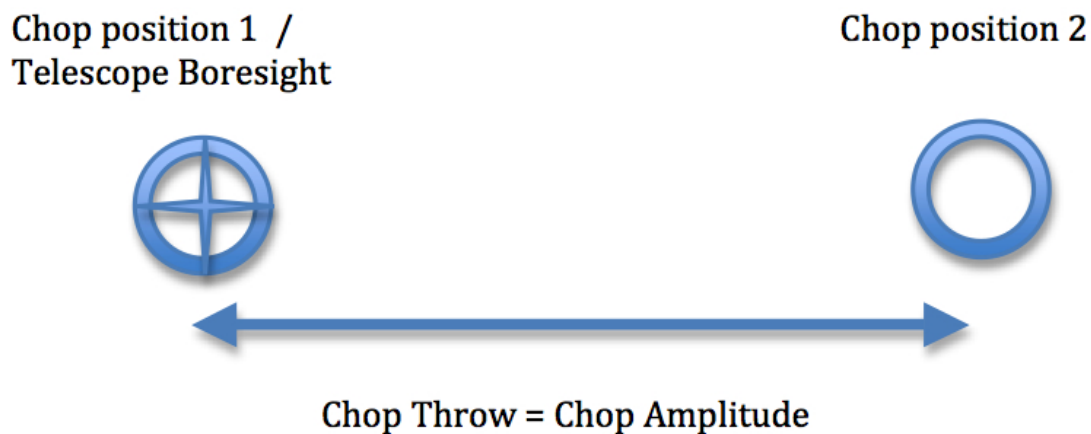 Chop position 1  /
Telescope Boresight
Chop position 2
Chop Throw = Chop Amplitude